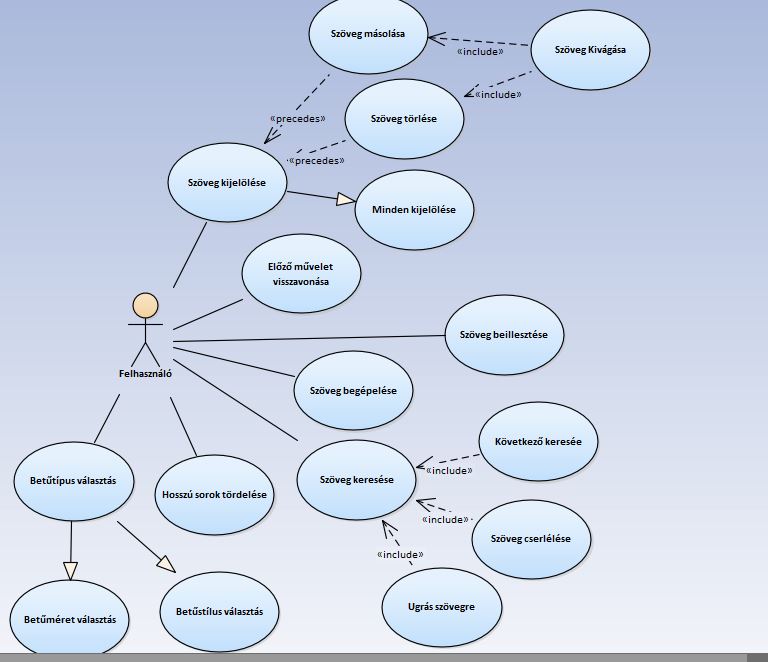 Szöveg másolása
Szöveg Kivágása
«include»
«include»
Szöveg törlése
«precedes»
«precedes»
Szöveg kijelölése
Minden kijelölése
Előző művelet
visszavonása
Szöveg beillesztése
Felhasználó
Szöveg begépelése
Következő keresée
«include»
Szöveg keresése
Betűtípus választás
Hosszú sorok tördelése
«include»
Szöveg cserlélése
«include»
Ugrás szövegre
Betűstílus választás
Betűméret választás